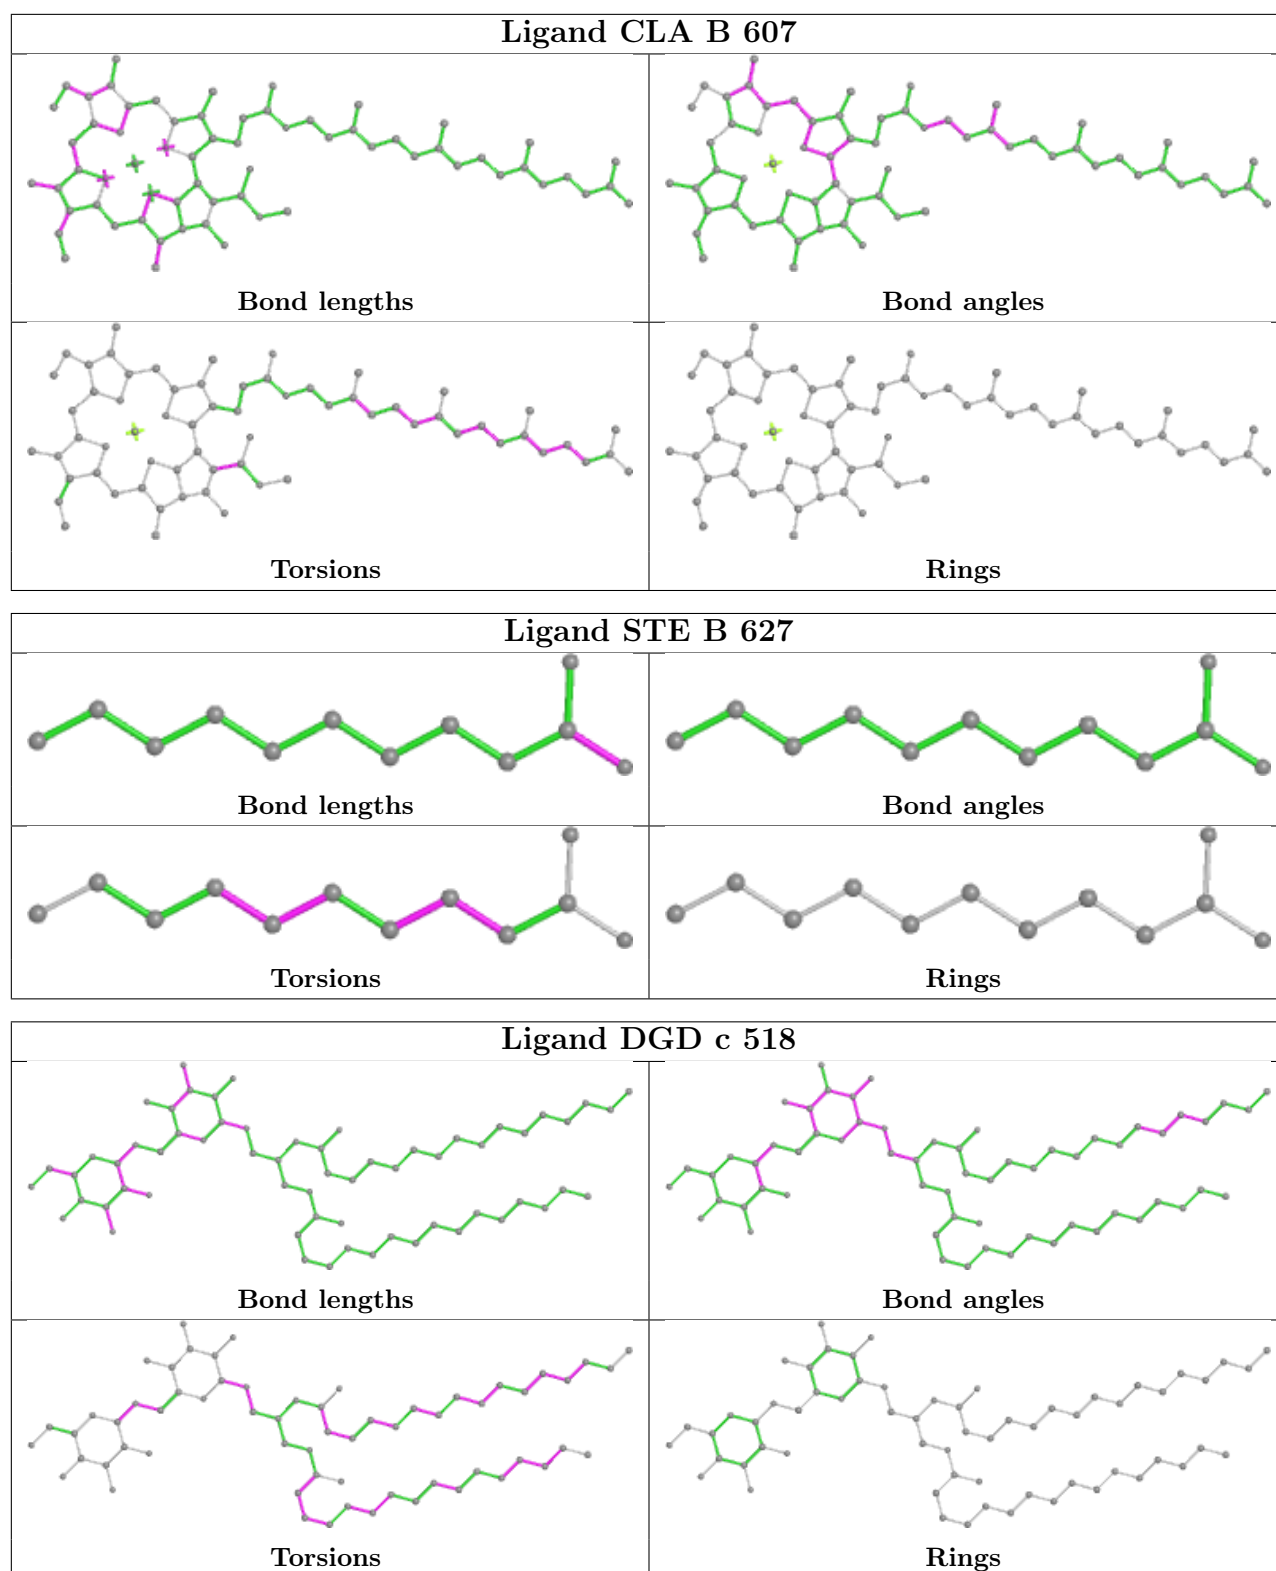 Ligand CLA B 607
Bond lengths
Bond angles
Torsions
Rings
Ligand STE B 627
Bond lengths
Bond angles
Torsions
Rings
Ligand DGD c 518
Bond lengths
Bond angles
Torsions
Rings